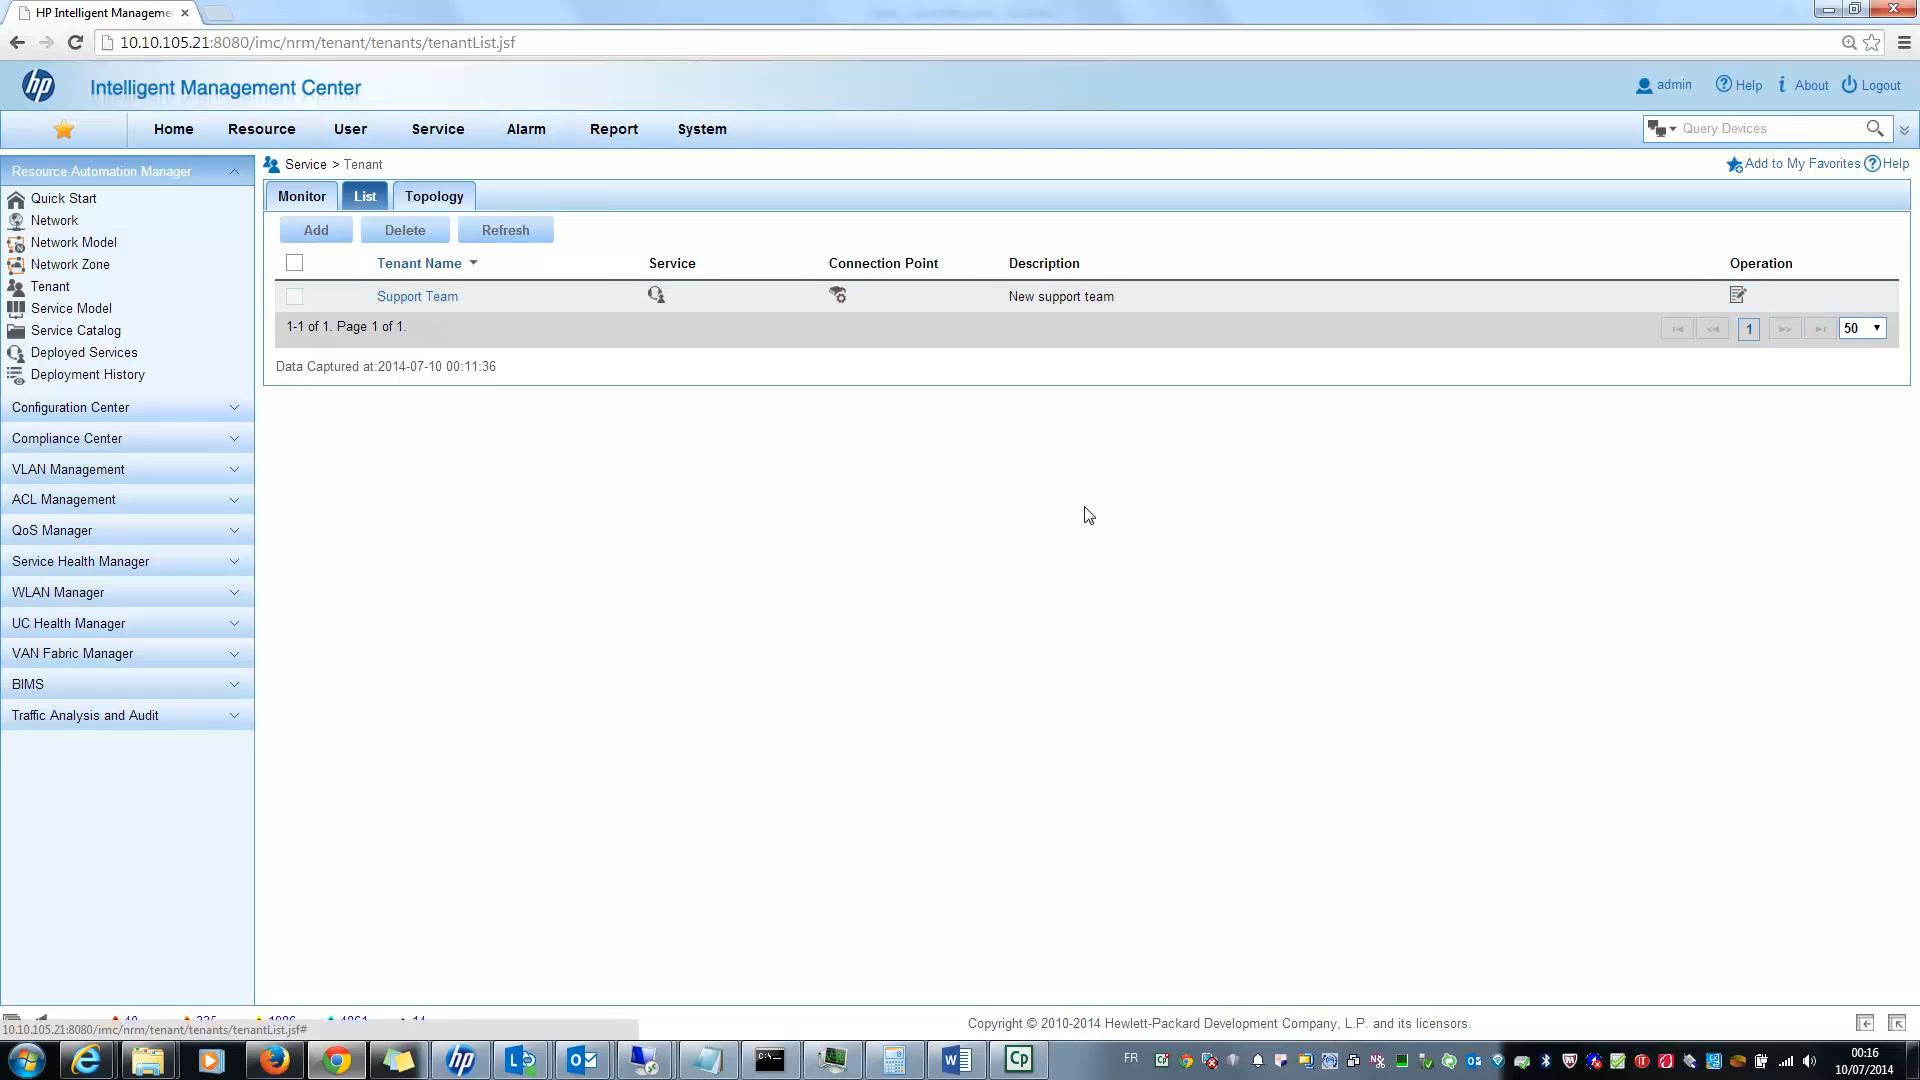 HP Intelligent Manageme
10.10.105.21:8080/imc/nrm/tenant/tenants/tenantList.jsf
hp Intelligent Management Center
admin Help About Logout
Home Resource User Service Alarm Report System
Query Devices
Resource Automation Manager
Quick Start
Network
Network Model
Network Zone
Tenant
Service Model
Service Catalog
Deployed Services
Deployment History
Configuration Center
Compliance Center
VLAN Management
ACL Management
QoS Manager
Service Health Manager
WLAN Manager
UC Health Manager
VAN Fabric Manager
BIMS
Traffic Analysis and Audit
Service > Tenant
Add to My Favorites Help
Monitor List Topology
Add Delete Refresh
Tenant Name Service Connection Point Description Operation
Support Team New support team
1-1 of 1. Page 1 of 1.
1 50
Data Captured at:2014-07-10 00:11:36
10.10.105.21:8080/imc/nrm/tenant/tenants/tenantList.jsf#
Copyright © 2010-2014 Hewlett-Packard Development Company, L.P. and its licensors.
FR
00:16
10/07/2014